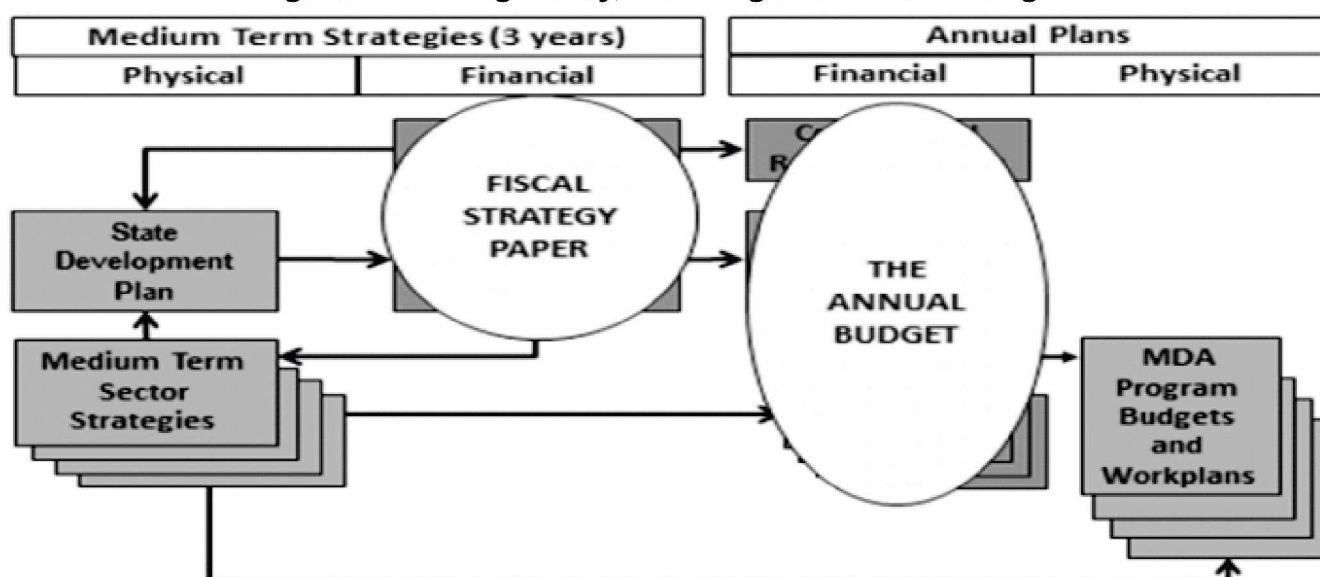 Medium Term Strategies (3 years)
Annual Plans
Physical
Financial
Financial
Physical
FISCAL
STRATEGY
PAPER
State
Development
Plan
THE
ANNUAL
BUDGET
Medium Term
Sector
Strategies
MDA
Program
Budgets
and
Workplans